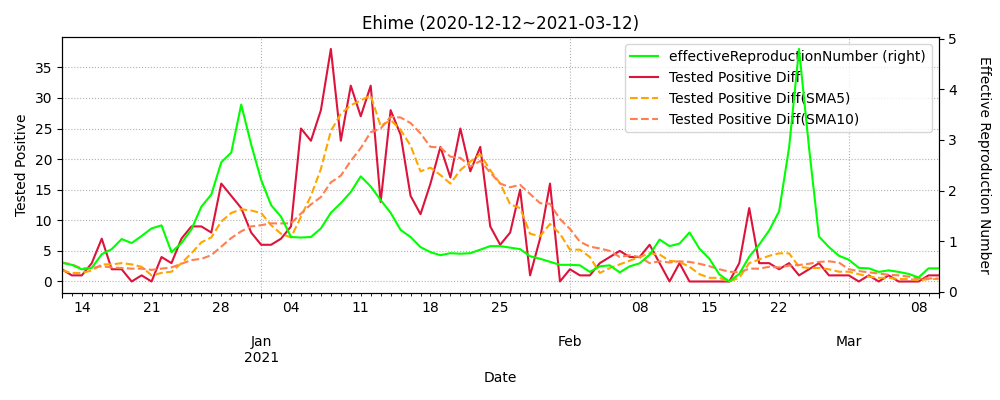 Ehime (2020-12-12~2021-03-12)
effectiveReproductionNumber (right)
Tested Positive Diff
Tested Positive Diff(SMA5)
Tested Positive Diff(SMA10)
Tested Positive
35
30
25
20
15
10
5
0
Effective Reproduction Number
5
4
3
2
1
0
14 21 28 04 11 18 25 08 15 22 08
Jan Feb Mar
2021
Date